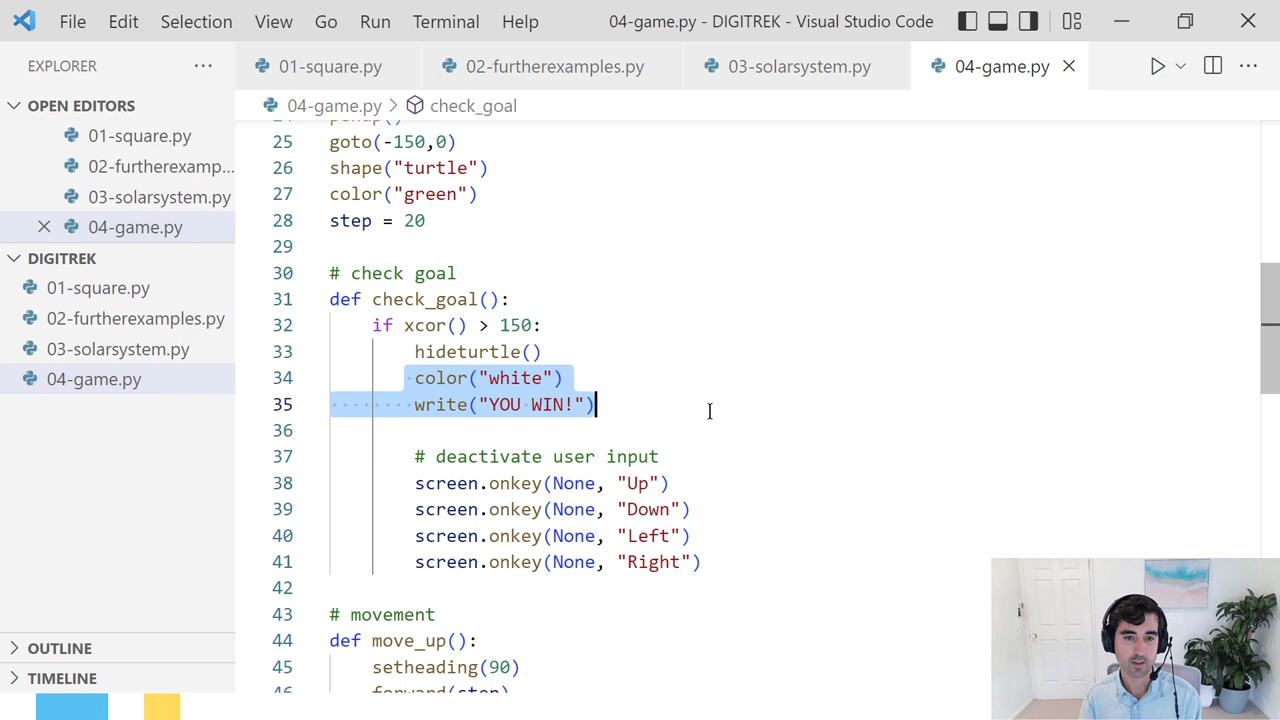 File Edit Selection View Go Run Terminal Help 04-game.py - DIGITREK - Visual Studio Code
EXPLORER
01-square.py 02-furtherexamples.py 03-solarsystem.py 04-game.py
OPEN EDITORS
01-square.py
02-furtherexamp...
03-solarsystem.py
04-game.py
DIGITREK
01-square.py
02-furtherexamples.py
03-solarsystem.py
04-game.py
OUTLINE
TIMELINE
04-game.py > check_goal
24 penup()
25 goto(-150,0)
26 shape("turtle")
27 color("green")
28 step = 20
29
30 # check goal
31 def check_goal():
32 if xcor() > 150:
33 hideturtle()
34 color("white")
35 write("YOU WIN!")
36
37 # deactivate user input
38 screen.onkey(None, "Up")
39 screen.onkey(None, "Down")
40 screen.onkey(None, "Left")
41 screen.onkey(None, "Right")
42
43 # movement
44 def move_up():
45 setheading(90)
46 forward(step)